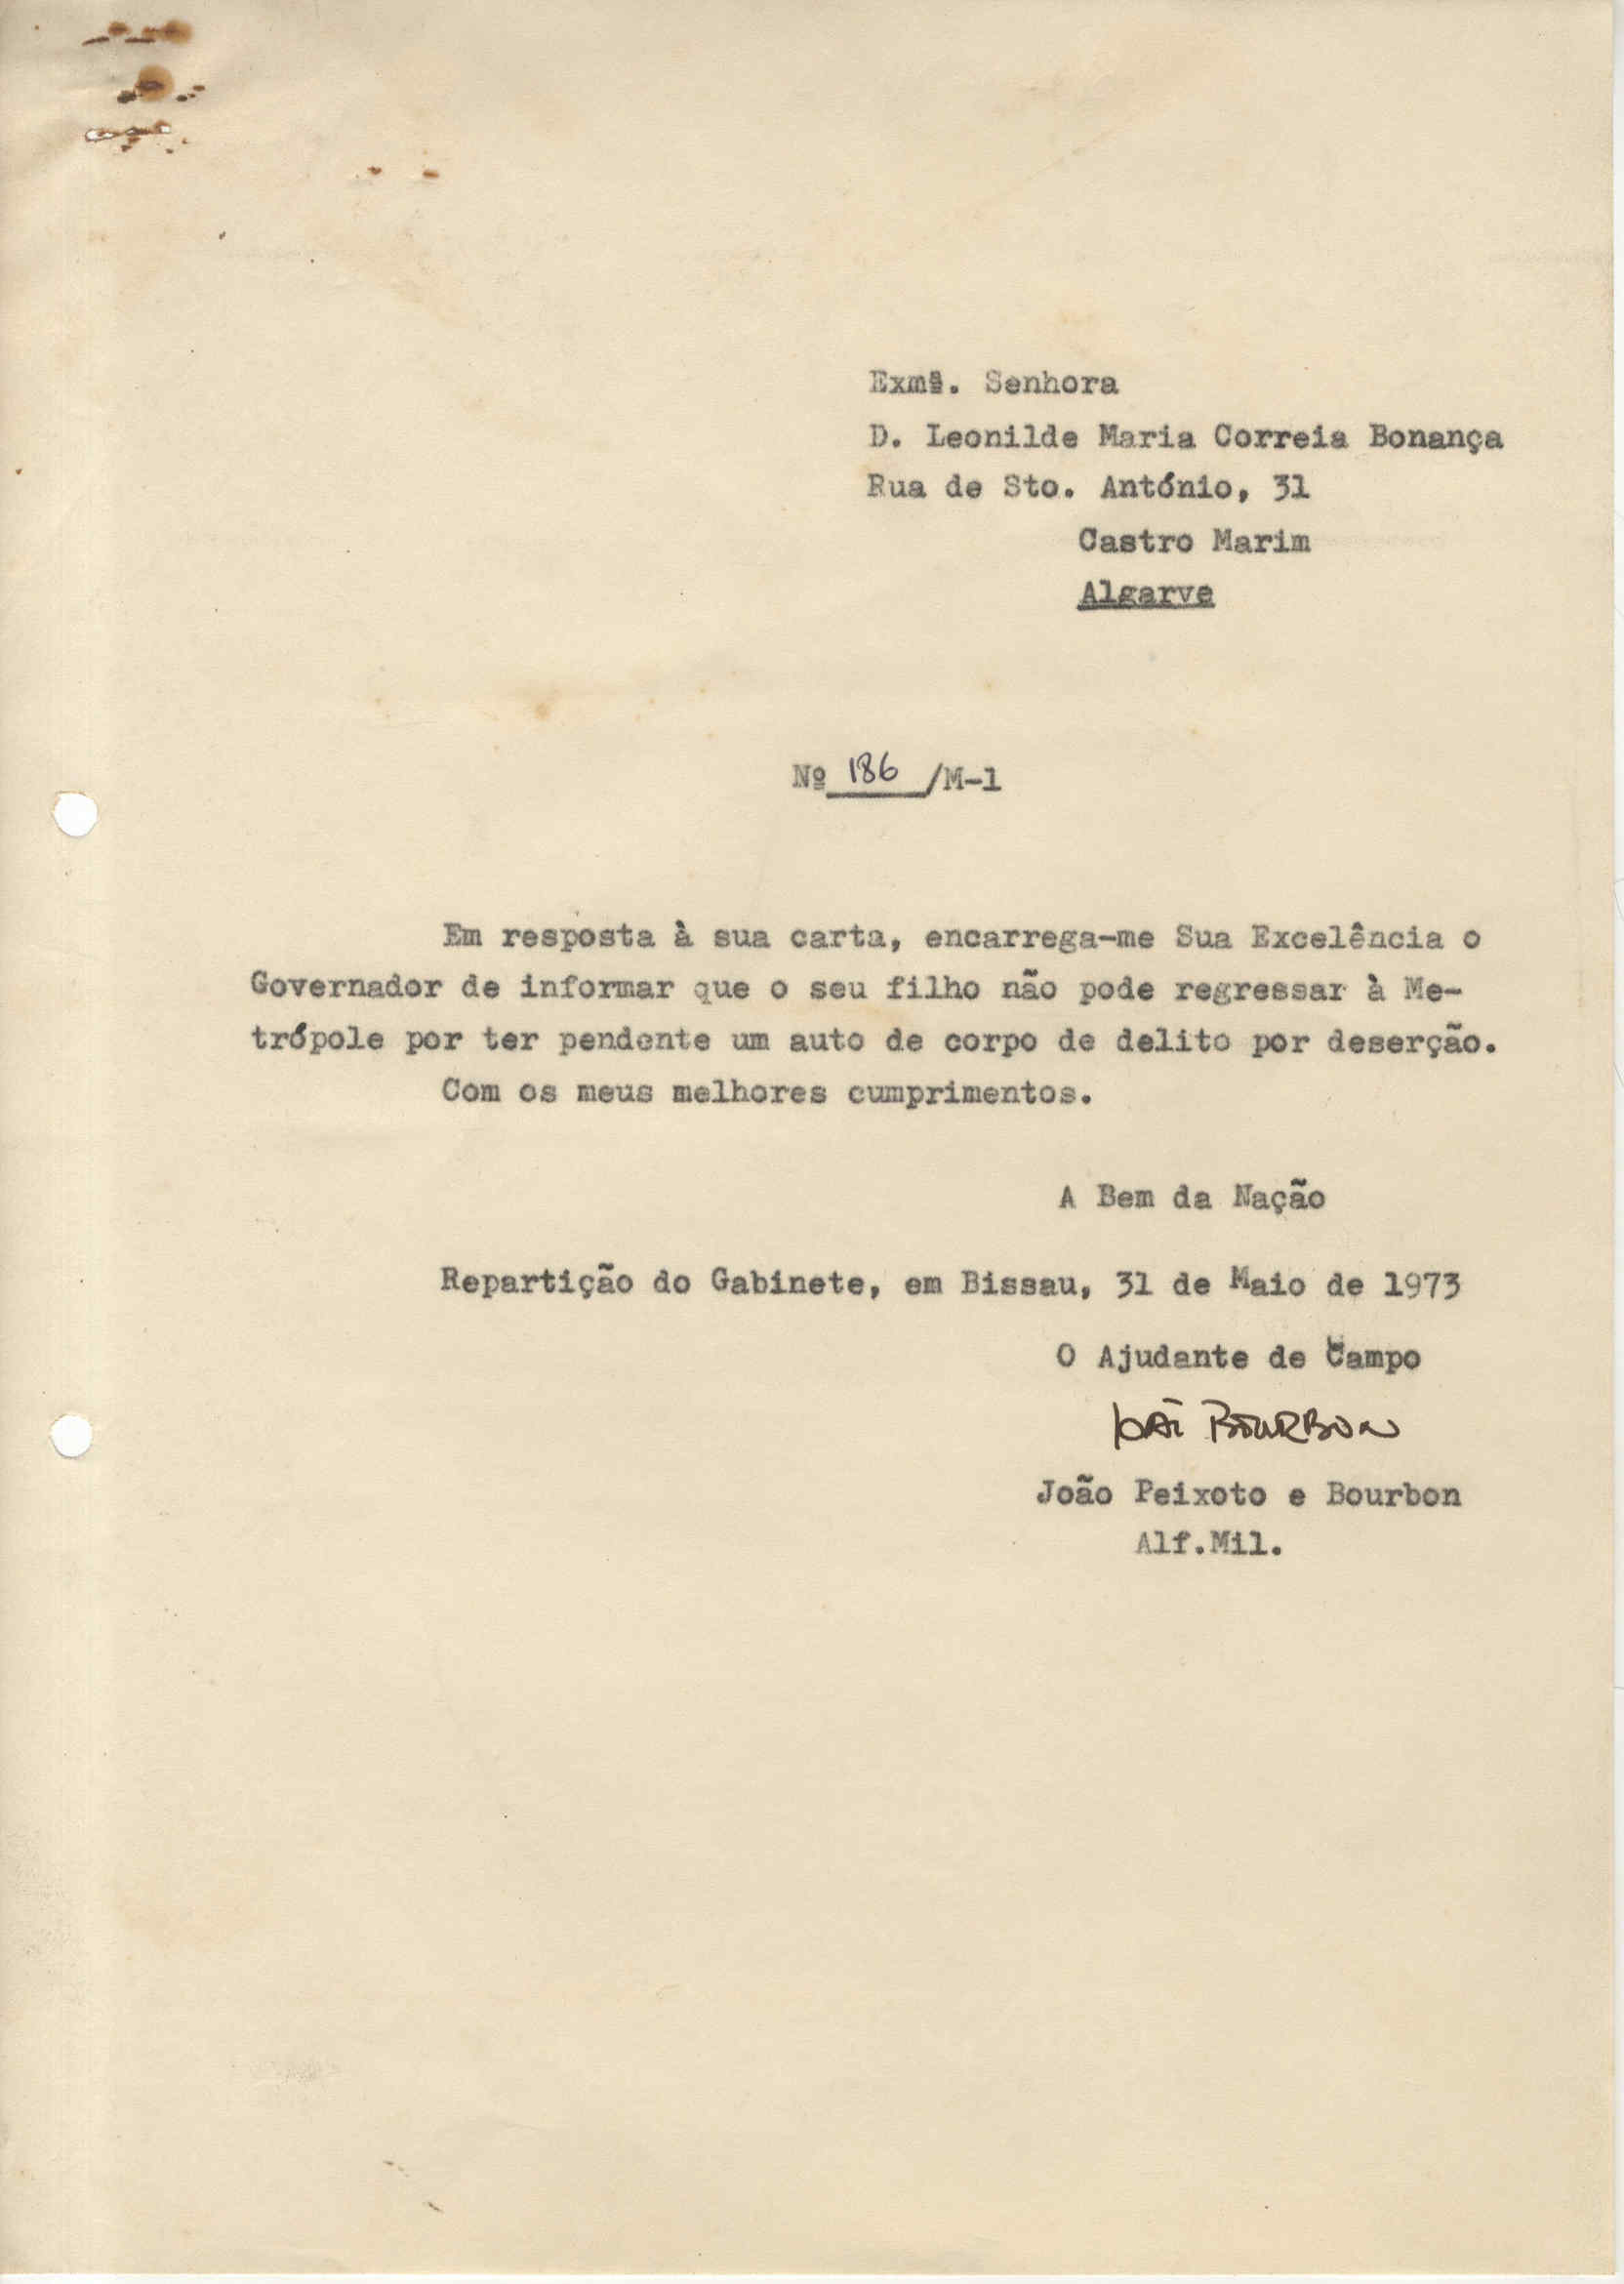 Exmª. Senhora
D. Leonilde Maria Correia Bonança
Rua de Sto. António, 31
Castro Marim
Algarve
Nº 186 /M-1
Em resposta à sua carta, encarrega-me Sua Excelência o
Governador de informar que o seu filho não pode regressar à Me-
trópole por ter pendente um auto de corpo de delito por deserção.
Com os meus melhores cumprimentos.
A Bem da Nação
Repartição do Gabinete, em Bissau, 31 de Maio de 1973
O Ajudante de Campo
João Bourbon
João Peixoto e Bourbon
Alf.Mil.